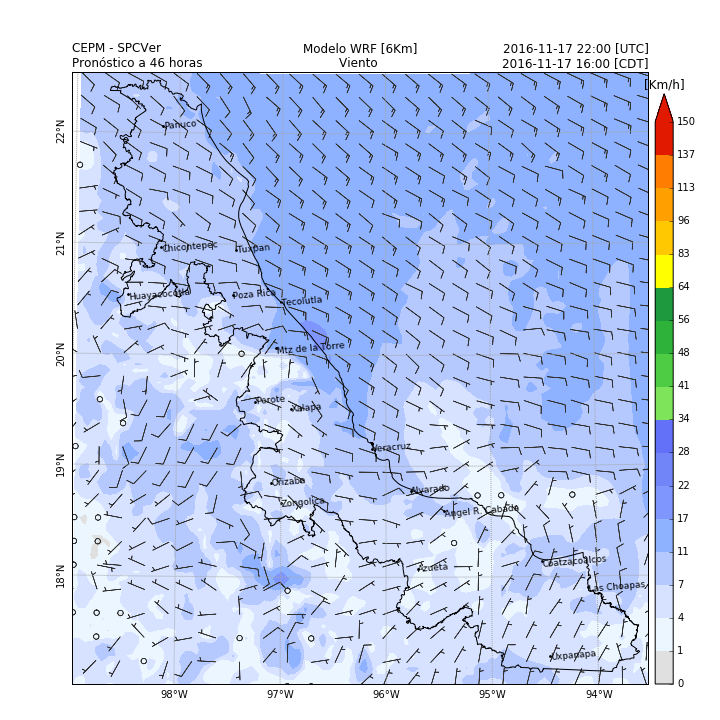 CEPM - SPCVer Modelo WRF [6Km] 2016-11-17 22:00 [UTC]
Pronóstico a 46 horas Viento 2016-11-17 16:00 [CDT]
[Km/h]
150
137
113
96
83
64
56
48
41
34
28
22
17
11
7
4
1
0
22°N
21°N
20°N
19°N
18°N
98°W 97°W 96°W 95°W 94°W
Panuco
Chicontepec Tuxpan
Huayacocotla Poza Rica Tecolutla
Mtz de la Torre
Perote Xalapa
Veracruz
Orizaba Alvarado
Zongolica Angel R. Cabada
Azueta Coatzacoalcos
Las Choapas
Uxpanapa